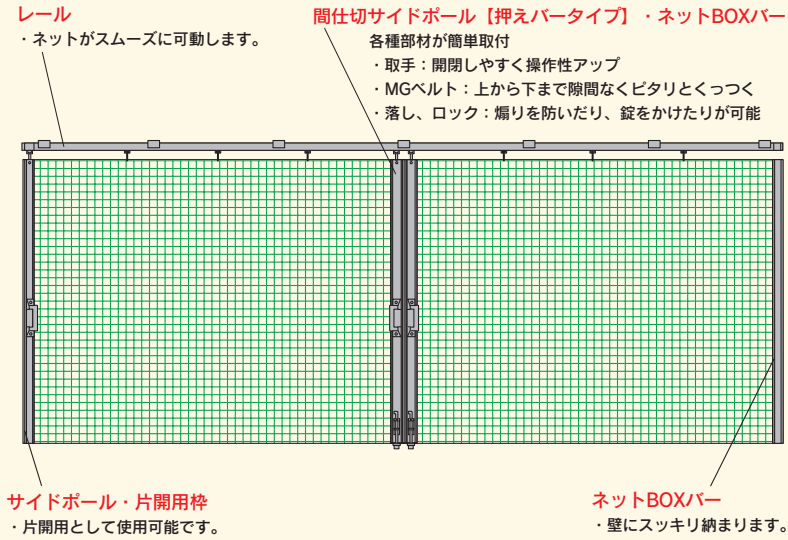 レール
・ネットがスムーズに可動します。
間仕切サイドポール【押えバータイプ】・ネットBOXバー
各種部材が簡単取付
・取手：開閉しやすく操作性アップ
・MGベルト：上から下まで隙間なくピタリとくっつく
・落し、ロック：煽りを防いだり、錠をかけたりが可能
サイドポール・片開用枠
・片開用として使用可能です。
ネットBOXバー
・壁にスッキリ納まります。